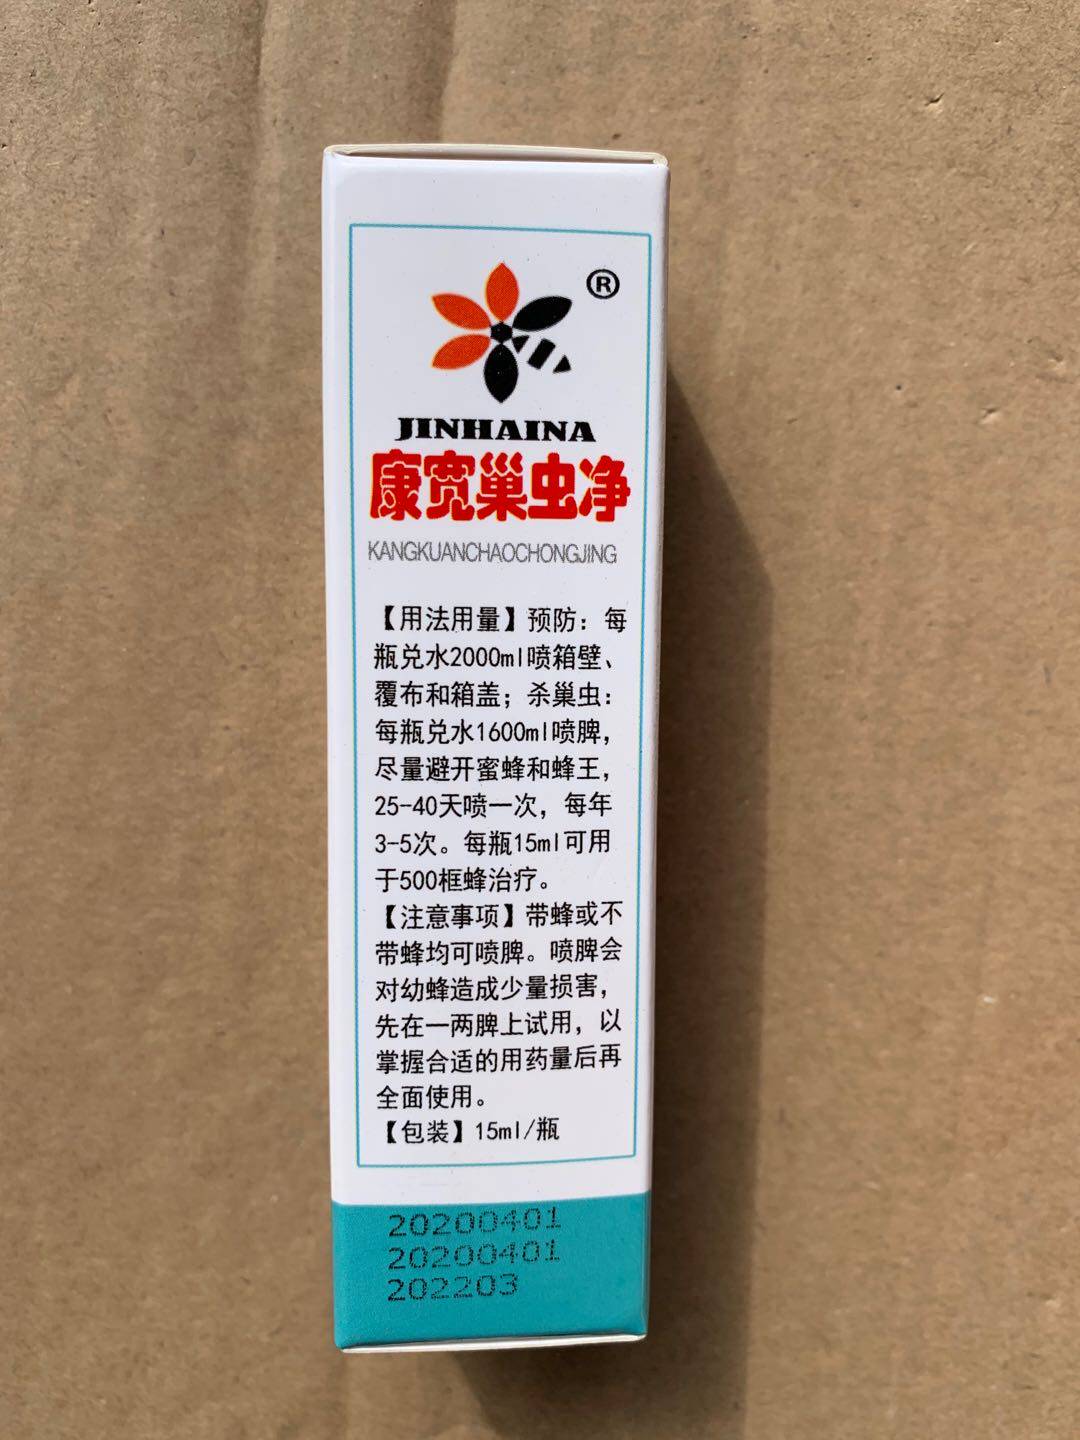 ®
JINHAINA
康宽巢虫净
KANGKUANCHAOCHONGJING
【用法用量】预防：每
瓶兑水2000ml喷箱壁、
覆布和箱盖；杀巢虫：
每瓶兑水1600ml喷脾，
尽量避开蜜蜂和蜂王，
25-40天喷一次，每年
3-5次。每瓶15ml可用
于500框蜂治疗。
【注意事项】带蜂或不
带蜂均可喷脾。喷脾会
对幼蜂造成少量损害，
先在一两脾上试用，以
掌握合适的用药量后再
全面使用。
【包装】15ml/瓶
20200401
20200401
202203